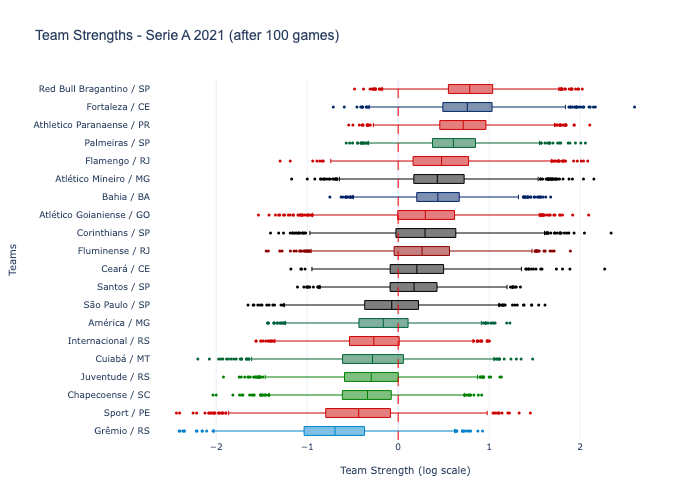 Team Strengths - Serie A 2021 (after 100 games)
Red Bull Bragantino / SP
Fortaleza / CE
Athletico Paranaense / PR
Palmeiras / SP
Flamengo / RJ
Atlético Mineiro / MG
Bahia / BA
Atlético Goianiense / GO
Corinthians / SP
Fluminense / RJ
Ceará / CE
Santos / SP
São Paulo / SP
América / MG
Internacional / RS
Cuiabá / MT
Juventude / RS
Chapecoense / SC
Sport / PE
Grêmio / RS
Teams
−2 −1 0 1 2
Team Strength (log scale)